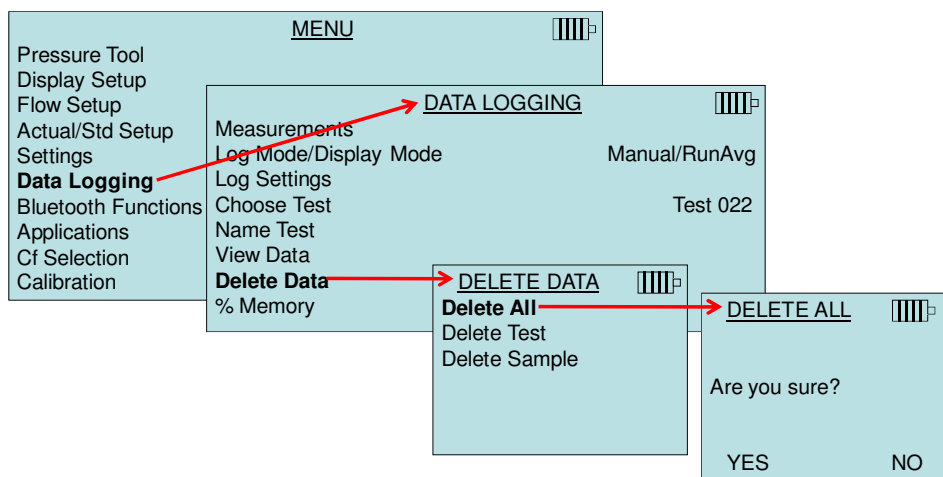 MENU
Pressure Tool
Display Setup
Flow Setup
Actual/Std Setup
Settings
Data Logging
Bluetooth Functions
Applications
Cf Selection
Calibration
DATA LOGGING
Measurements
Log Mode/Display Mode Manual/RunAvg
Log Settings
Choose Test Test 022
Name Test
View Data
Delete Data
% Memory
DELETE DATA
Delete All
Delete Test
Delete Sample
DELETE ALL
Are you sure?
YES NO